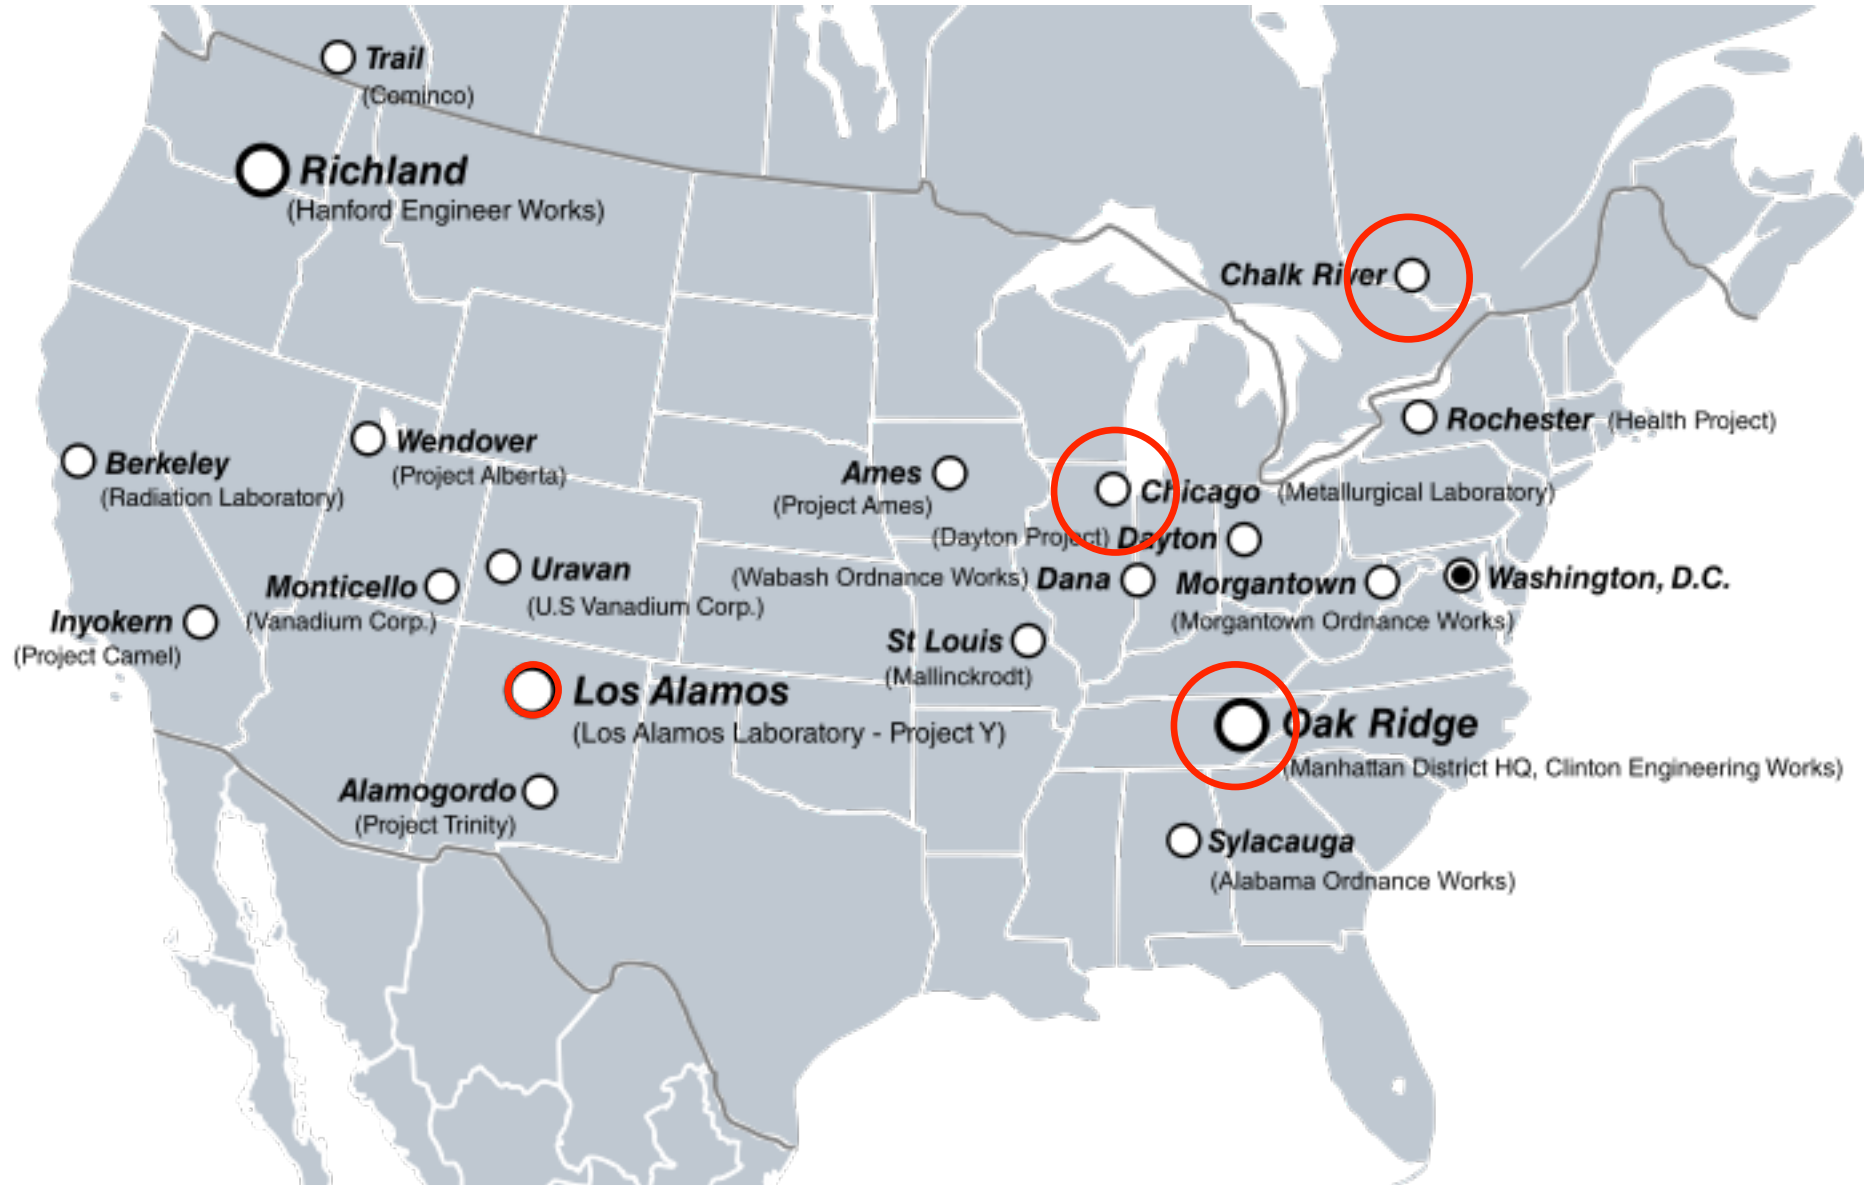 Trail
(Cominco)
Richland
(Hanford Engineer Works)
Chalk River
Rochester (Health Project)
Wendover
(Project Alberta)
Berkeley
(Radiation Laboratory)
Ames
(Project Ames)
Chicago (Metallurgical Laboratory)
(Dayton Project) Dayton
Uravan
(U.S Vanadium Corp.)
Monticello
(Vanadium Corp.)
(Wabash Ordnance Works) Dana
Morgantown
(Morgantown Ordnance Works)
Washington, D.C.
Inyokern
(Project Camel)
St Louis
(Mallinckrodt)
Los Alamos
(Los Alamos Laboratory - Project Y)
Oak Ridge
(Manhattan District HQ, Clinton Engineering Works)
Alamogordo
(Project Trinity)
Sylacauga
(Alabama Ordnance Works)